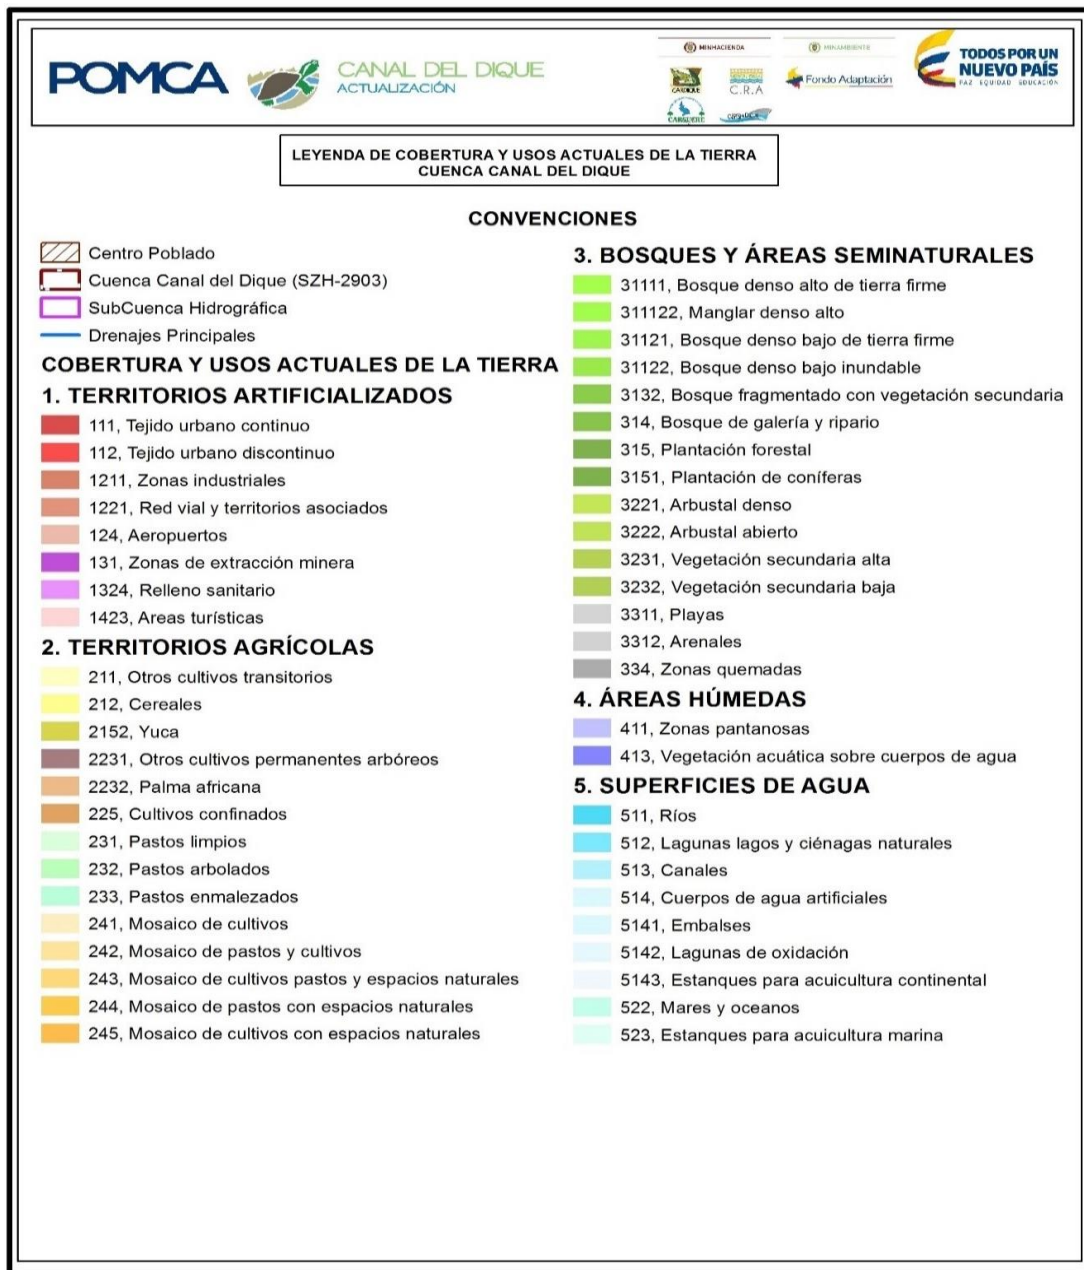 POMCA
CANAL DEL DIQUE
ACTUALIZACIÓN
MINHACIENDA
MINAMBIENTE
CARDIQUE
C.R.A
Fondo Adaptación
CARSUCRE
TODOS POR UN
NUEVO PAÍS
PAZ EQUIDAD EDUCACIÓN
LEYENDA DE COBERTURA Y USOS ACTUALES DE LA TIERRA
CUENCA CANAL DEL DIQUE
CONVENCIONES
Centro Poblado
Cuenca Canal del Dique (SZH-2903)
SubCuenca Hidrográfica
Drenajes Principales
COBERTURA Y USOS ACTUALES DE LA TIERRA
1. TERRITORIOS ARTIFICIALIZADOS
111, Tejido urbano continuo
112, Tejido urbano discontinuo
1211, Zonas industriales
1221, Red vial y territorios asociados
124, Aeropuertos
131, Zonas de extracción minera
1324, Relleno sanitario
1423, Areas turísticas
2. TERRITORIOS AGRÍCOLAS
211, Otros cultivos transitorios
212, Cereales
2152, Yuca
2231, Otros cultivos permanentes arbóreos
2232, Palma africana
225, Cultivos confinados
231, Pastos limpios
232, Pastos arbolados
233, Pastos enmalezados
241, Mosaico de cultivos
242, Mosaico de pastos y cultivos
243, Mosaico de cultivos pastos y espacios naturales
244, Mosaico de pastos con espacios naturales
245, Mosaico de cultivos con espacios naturales
3. BOSQUES Y ÁREAS SEMINATURALES
31111, Bosque denso alto de tierra firme
311122, Manglar denso alto
31121, Bosque denso bajo de tierra firme
31122, Bosque denso bajo inundable
3132, Bosque fragmentado con vegetación secundaria
314, Bosque de galería y ripario
315, Plantación forestal
3151, Plantación de coníferas
3221, Arbustal denso
3222, Arbustal abierto
3231, Vegetación secundaria alta
3232, Vegetación secundaria baja
3311, Playas
3312, Arenales
334, Zonas quemadas
4. ÁREAS HÚMEDAS
411, Zonas pantanosas
413, Vegetación acuática sobre cuerpos de agua
5. SUPERFICIES DE AGUA
511, Ríos
512, Lagunas lagos y ciénagas naturales
513, Canales
514, Cuerpos de agua artificiales
5141, Embalses
5142, Lagunas de oxidación
5143, Estanques para acuicultura continental
522, Mares y oceanos
523, Estanques para acuicultura marina